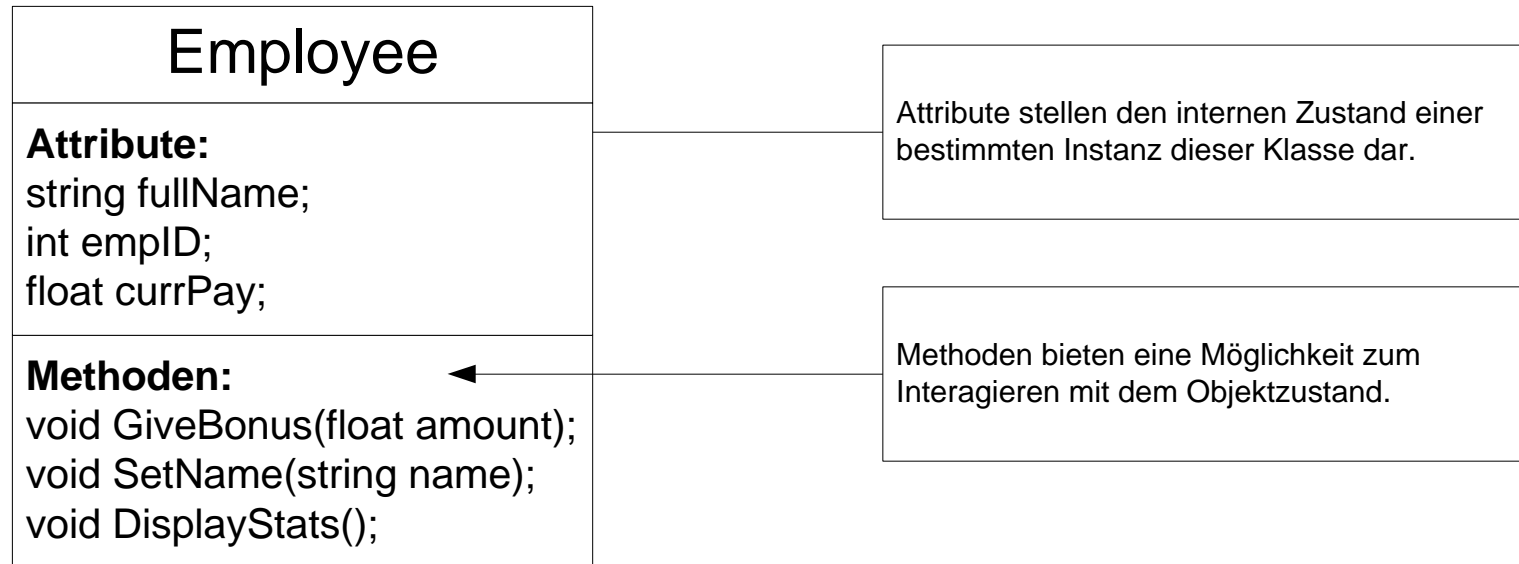 Employee
Attribute:
string fullName;
int empID;
float currPay;
Methoden:
void GiveBonus(float amount);
void SetName(string name);
void DisplayStats();
Attribute stellen den internen Zustand einer
bestimmten Instanz dieser Klasse dar.
Methoden bieten eine Möglichkeit zum
Interagieren mit dem Objektzustand.